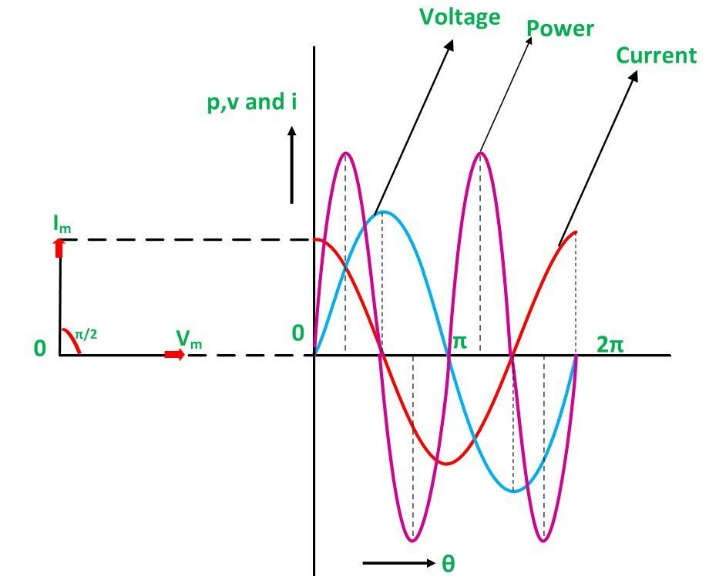 Voltage
Power
Current
p,v and i
Im
π/2
0
Vm
0
π
2π
θ